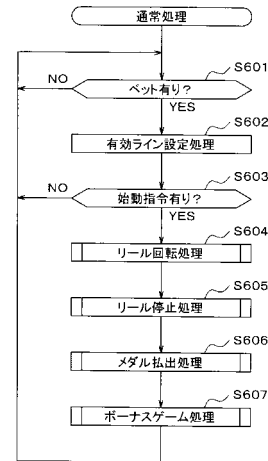 通常処理
S601
NO
ベット有り?
YES
S602
有効ライン設定処理
S603
NO
始動指令有り?
YES
S604
リール回転処理
S605
リール停止処理
S606
メダル払出処理
S607
ボーナスゲーム処理